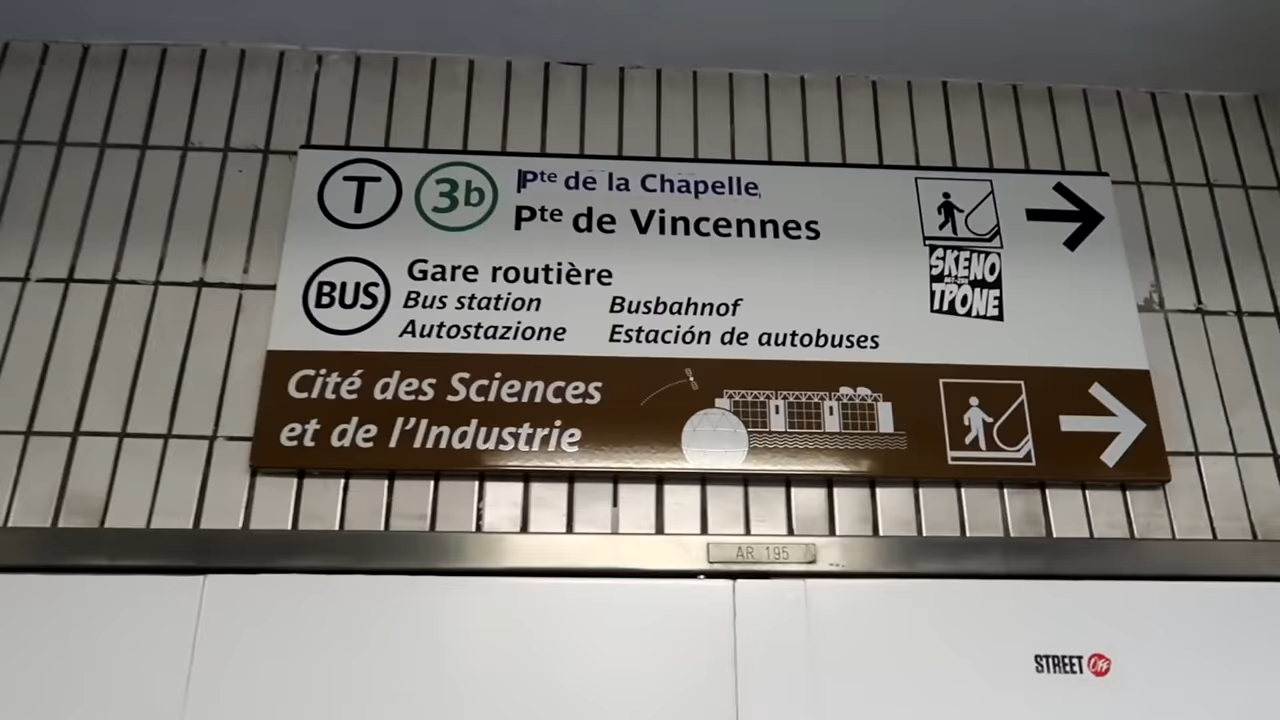 T 3b Pte de la Chapelle
Pte de Vincennes
BUS Gare routière
Bus station Busbahnof
Autostazione Estación de autobuses
SKENO
TPONE
Cité des Sciences
et de l'Industrie
AR 195
STREET Off